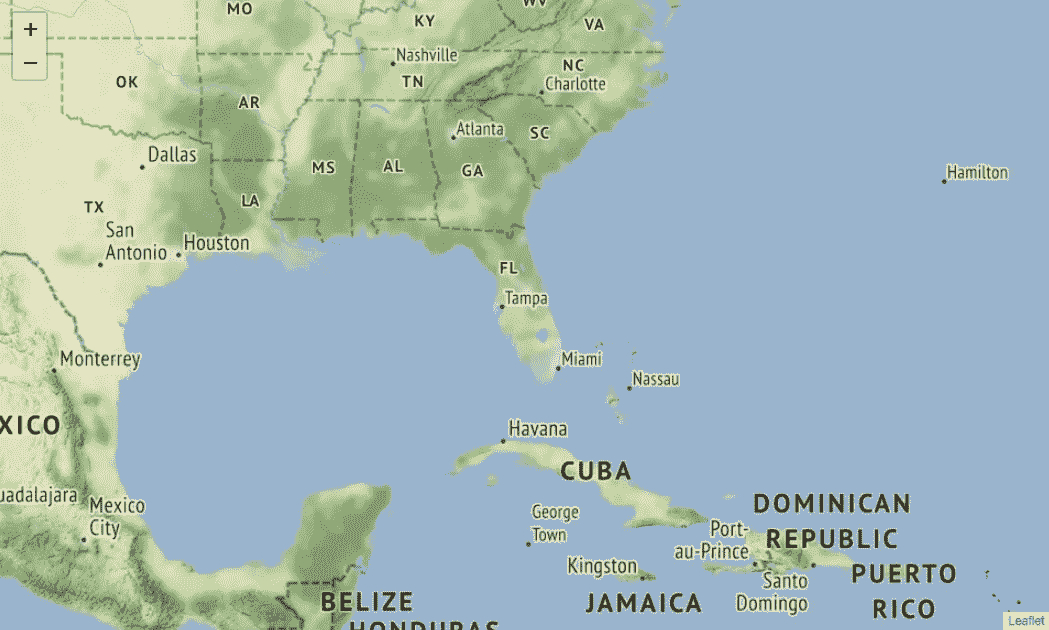 +
−
MO
KY
WV
VA
Nashville
NC
TN
Charlotte
OK
AR
Atlanta
SC
Dallas
MS
AL
GA
Hamilton
TX
LA
San
Antonio
Houston
FL
Tampa
Monterrey
Miami
Nassau
XICO
Havana
CUBA
uadalajara
Mexico
City
George
Town
DOMINICAN
REPUBLIC
Port-
au-Prince
Kingston
PUERTO
RICO
Santo
Domingo
BELIZE
JAMAICA
HONDURAS
Leaflet